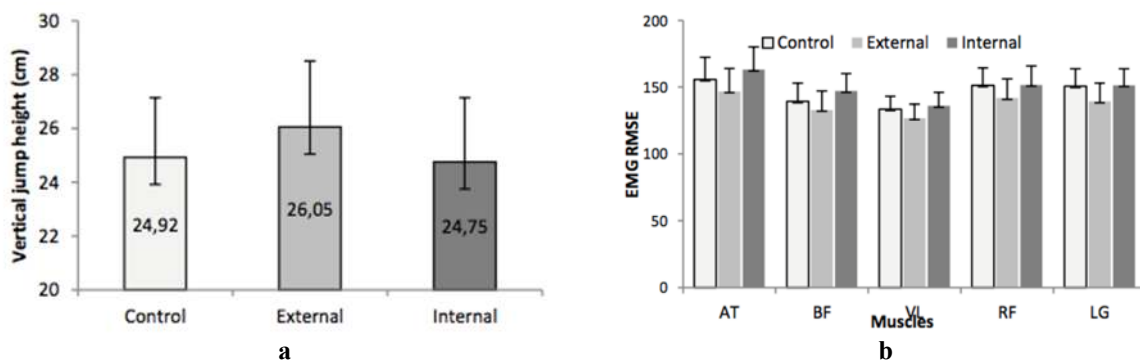 Vertical jump height (cm)
30
28
26
24
22
20
24,92
26,05
24,75
Control External Internal
a
EMG RMSE
200
150
100
50
0
Control External Internal
AT BF VL RF LG
Muscles
b